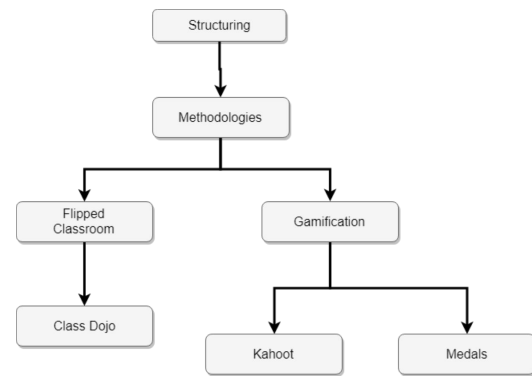 Structuring
Methodologies
Flipped
Classroom
Gamification
Class Dojo
Kahoot
Medals